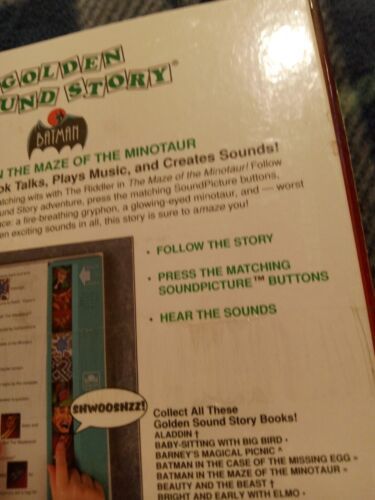 GOLDEN
UND STORY®
BATMAN
N THE MAZE OF THE MINOTAUR
ok Talks, Plays Music, and Creates Sounds!
atching wits with The Riddler in The Maze of the Minotaur! Follow
und Story adventure, press the matching SoundPicture buttons,
ace: a fire-breathing gryphon, a glowing-eyed minotaur, and — worst
en exciting sounds in all, this story is sure to amaze you!
• FOLLOW THE STORY
• PRESS THE MATCHING
SOUNDPICTURE™ BUTTONS
• HEAR THE SOUNDS
SHWOOSHZZ!
Collect All These
Golden Sound Story Books!
ALADDIN †
BABY-SITTING WITH BIG BIRD •
BARNEY'S MAGICAL PICNIC ^
BATMAN IN THE CASE OF THE MISSING EGG ^
BATMAN IN THE MAZE OF THE MINOTAUR ^
BEAUTY AND THE BEAST †
BRIGHT AND EARLY WITH ELMO •